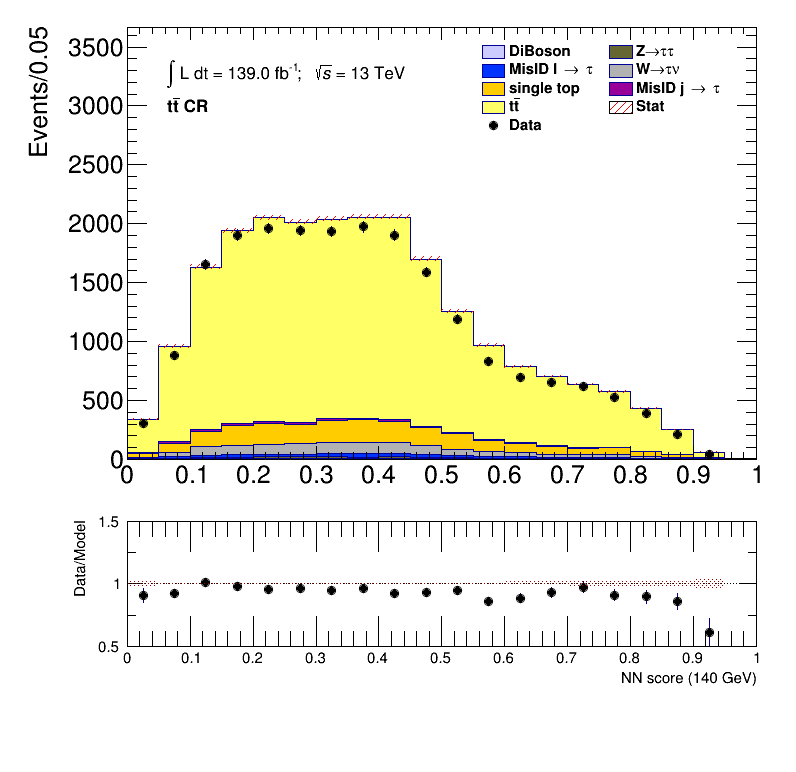 Events/0.05
3500
3000
2500
2000
1500
1000
500
0
∫ L dt = 139.0 fb⁻¹; √s = 13 TeV
tt̄ CR
DiBoson
MisID l → τ
single top
tt̄
Data
Z→ττ
W→τν
MisID j → τ
Stat
0 0.1 0.2 0.3 0.4 0.5 0.6 0.7 0.8 0.9 1
Data/Model
1.5
1
0.5
0 0.1 0.2 0.3 0.4 0.5 0.6 0.7 0.8 0.9 1
NN score (140 GeV)